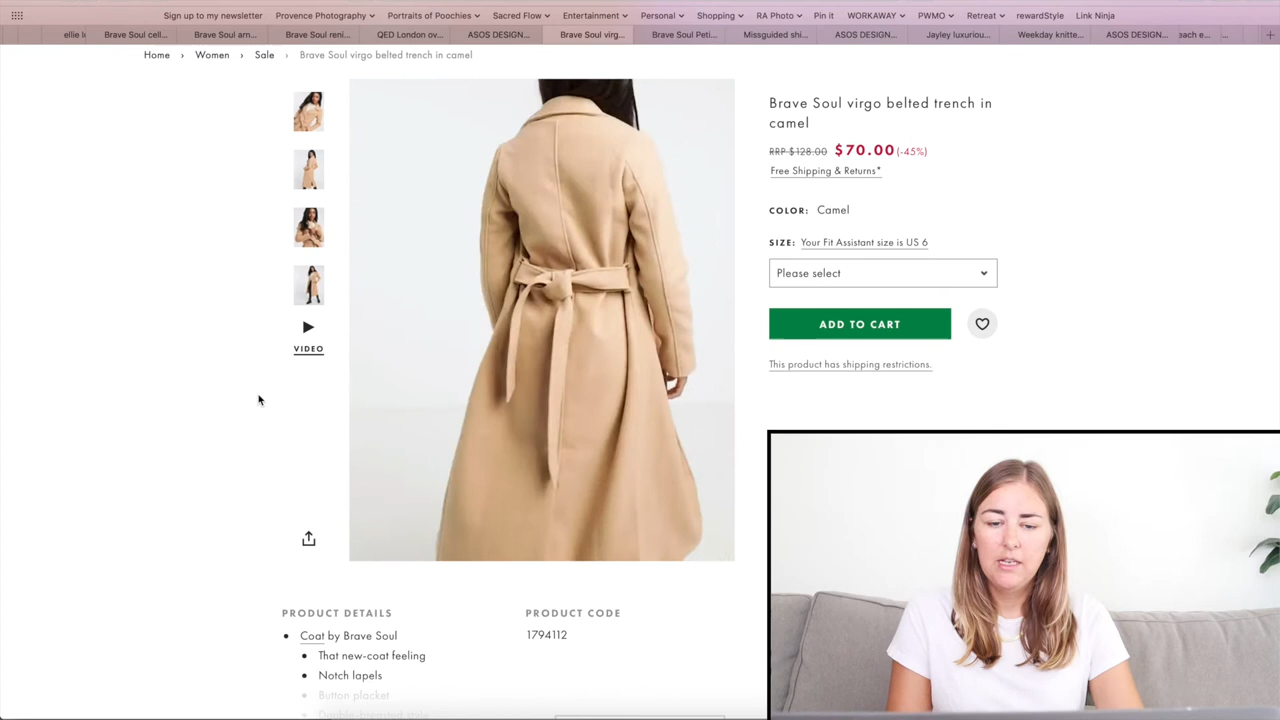 Sign up to my newsletter Provence Photography Portraits of Poochies Sacred Flow Entertainment Personal Shopping RA Photo Pin it WORKAWAY PWMO Retreat rewardStyle Link Ninja
Brave Soul cell... Brave Soul arn... Brave Soul reni... QED London ov... ASOS DESIGN... Brave Soul virg... Brave Soul Peti... Missguided shi... ASOS DESIGN... Jayley luxuriou... Weekday knitte... ASOS DESIGN... each e... ...
Home › Women › Sale › Brave Soul virgo belted trench in camel
Brave Soul virgo belted trench in
camel
RRP $128.00 $70.00 (-45%)
Free Shipping & Returns*
COLOR: Camel
SIZE: Your Fit Assistant size is US 6
Please select
ADD TO CART
This product has shipping restrictions.
VIDEO
PRODUCT DETAILS
Coat by Brave Soul
That new-coat feeling
Notch lapels
Button placket
Double-breasted style
PRODUCT CODE
1794112